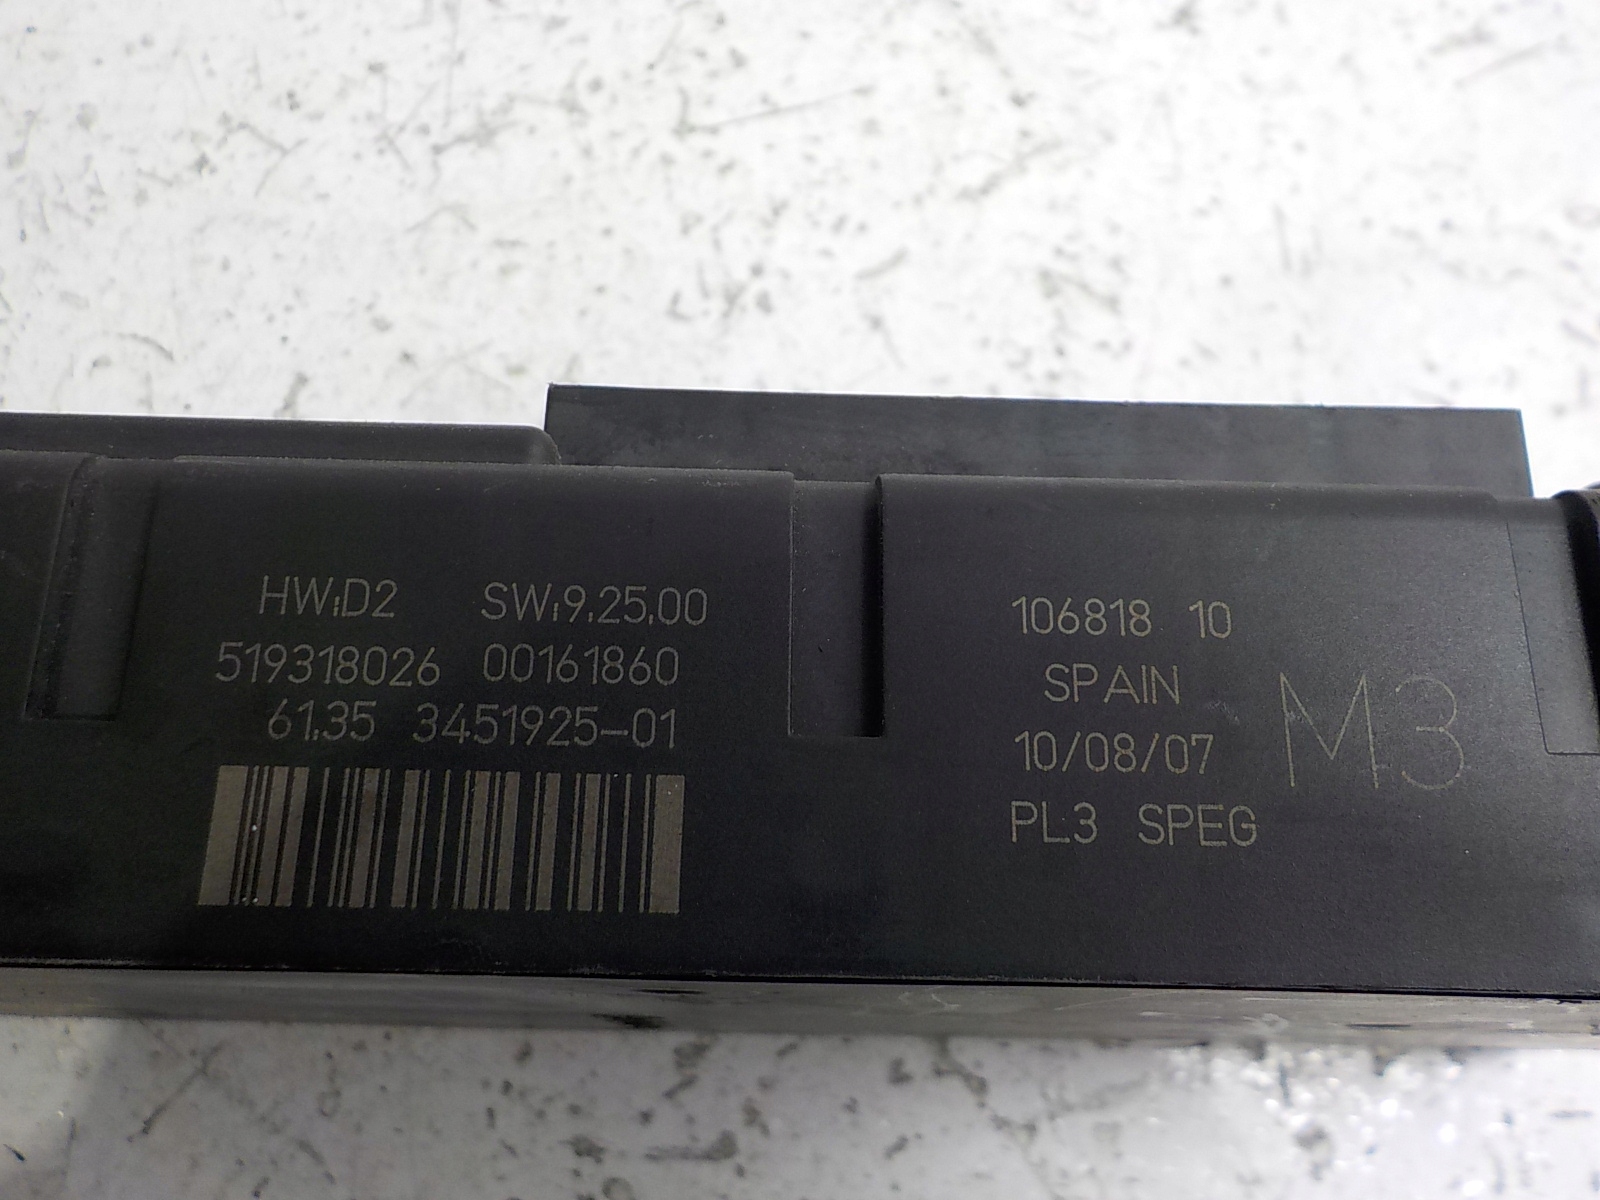 HW:D2 SW:9.25.00
519318026 00161860
61.35 3451925-01
106818 10
SPAIN
10/08/07
PL3 SPEG
M3